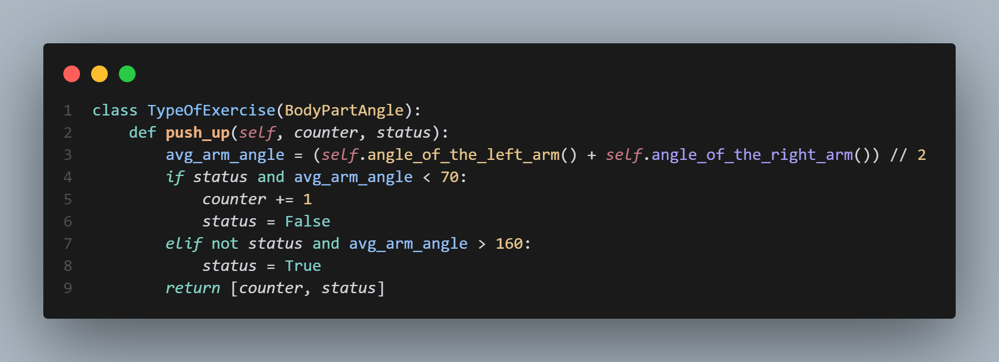 1 class TypeOfExercise(BodyPartAngle):
2     def push_up(self, counter, status):
3         avg_arm_angle = (self.angle_of_the_left_arm() + self.angle_of_the_right_arm()) // 2
4         if status and avg_arm_angle < 70:
5             counter += 1
6             status = False
7         elif not status and avg_arm_angle > 160:
8             status = True
9         return [counter, status]